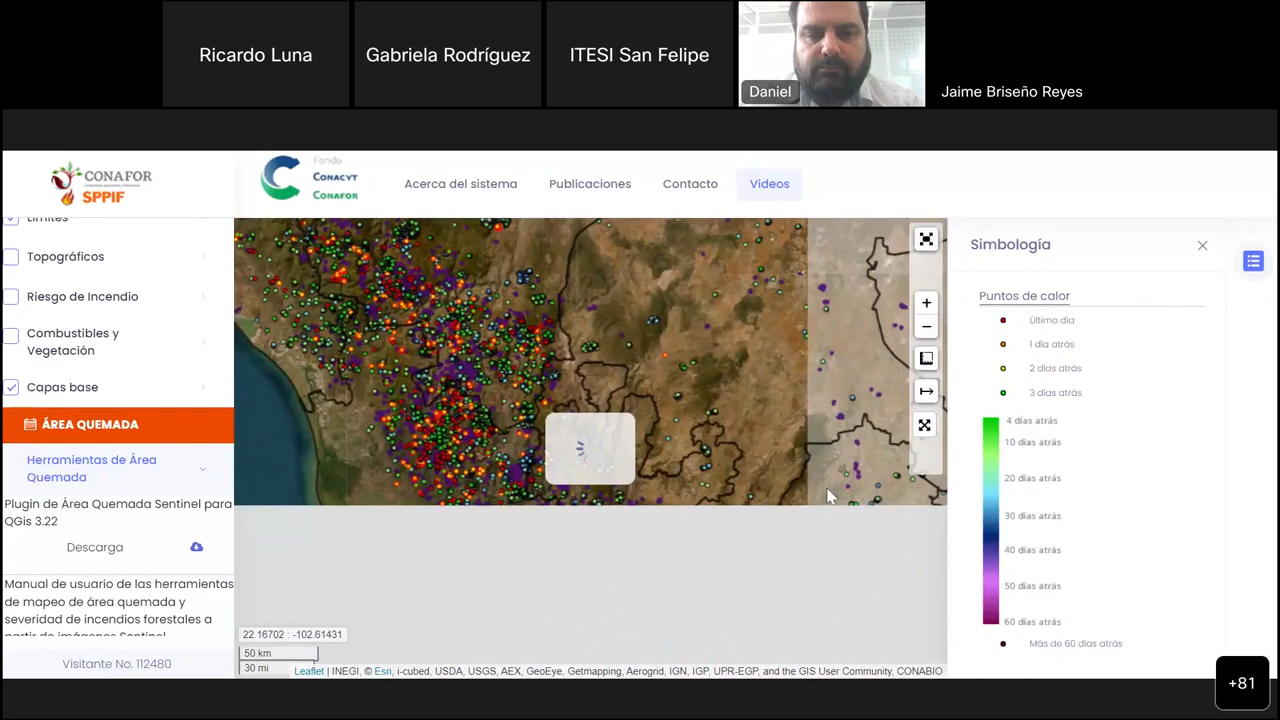 Ricardo Luna
Gabriela Rodríguez
ITESI San Felipe
Daniel
Jaime Briseño Reyes
CONAFOR
SPPIF
Fondo
CONACYT
CONAFOR
Acerca del sistema
Publicaciones
Contacto
Videos
Límites
Topográficos
Riesgo de Incendio
Combustibles y
Vegetación
Capas base
ÁREA QUEMADA
Herramientas de Área
Quemada
Plugin de Área Quemada Sentinel para
QGis 3.22
Descarga
Manual de usuario de las herramientas
de mapeo de área quemada y
severidad de incendios forestales a
partir de imágenes Sentinel
Visitante No. 112480
+
−
22.16702 : -102.61431
50 km
30 mi
Leaflet | INEGI, © Esri, i-cubed, USDA, USGS, AEX, GeoEye, Getmapping, Aerogrid, IGN, IGP, UPR-EGP, and the GIS User Community, CONABIO
Simbología
Puntos de calor
Último día
1 día atrás
2 días atrás
3 días atrás
4 días atrás
10 días atrás
20 días atrás
30 días atrás
40 días atrás
50 días atrás
60 días atrás
Más de 60 días atrás
+81